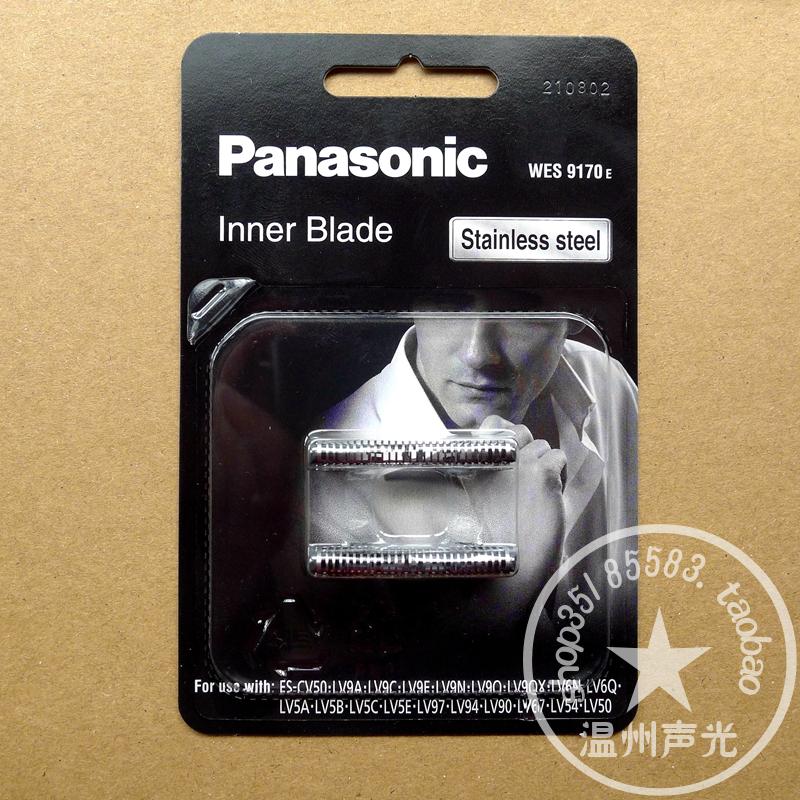 210802
Panasonic
WES 9170 E
Inner Blade
Stainless steel
For use with: ES-CV50·LV9A·LV9C·LV9E·LV9N·LV9Q·LV9QX·LV6N·LV6Q·
LV5A·LV5B·LV5C·LV5E·LV97·LV94·LV90·LV67·LV54·LV50
shop35785583.taobao
温州声光